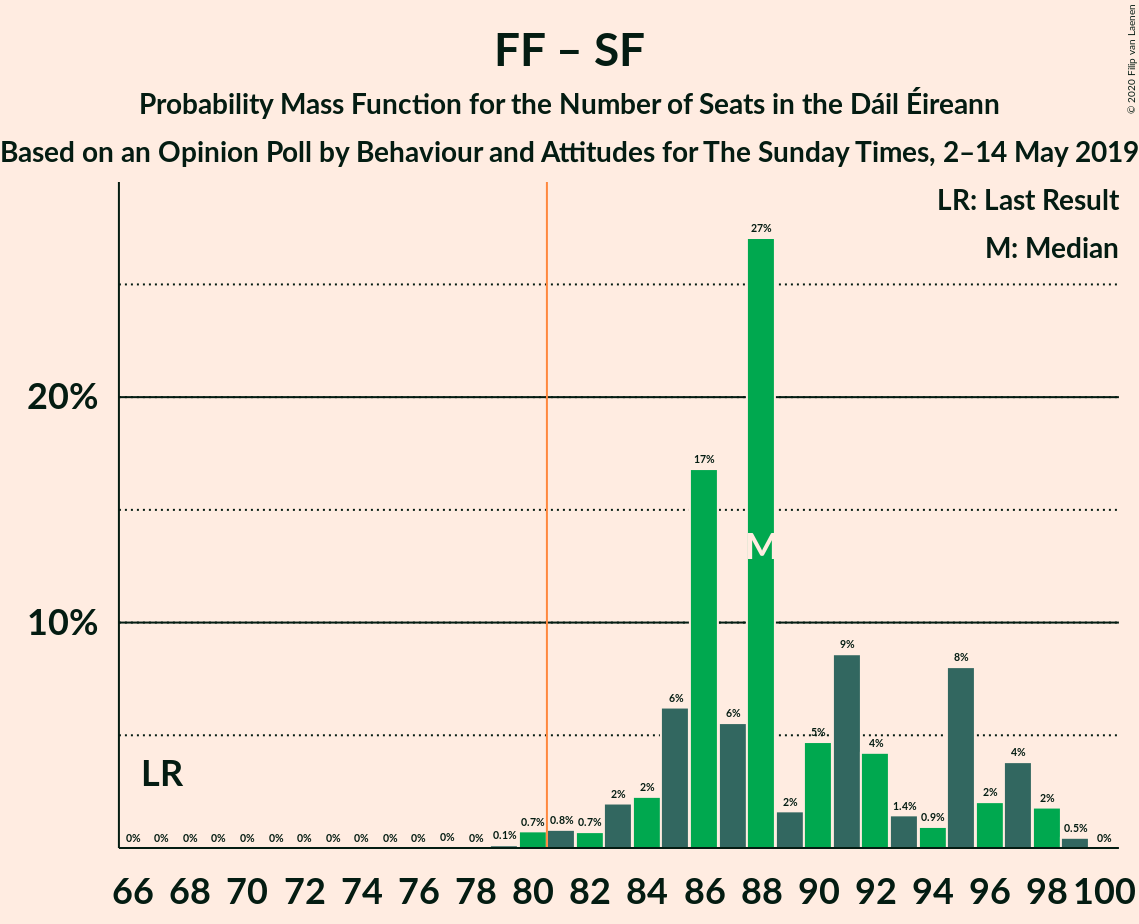 © 2020 Filip van Laenen
FF – SF
Probability Mass Function for the Number of Seats in the Dáil Éireann
Based on an Opinion Poll by Behaviour and Attitudes for The Sunday Times, 2–14 May 2019
LR: Last Result
M: Median
20%
10%
LR
M
0% 0% 0% 0% 0% 0% 0% 0% 0% 0% 0% 0% 0% 0.1% 0.7% 0.8% 0.7% 2% 2% 6% 17% 6% 27% 2% 5% 9% 4% 1.4% 0.9% 8% 2% 4% 2% 0.5% 0%
66 68 70 72 74 76 78 80 82 84 86 88 90 92 94 96 98 100